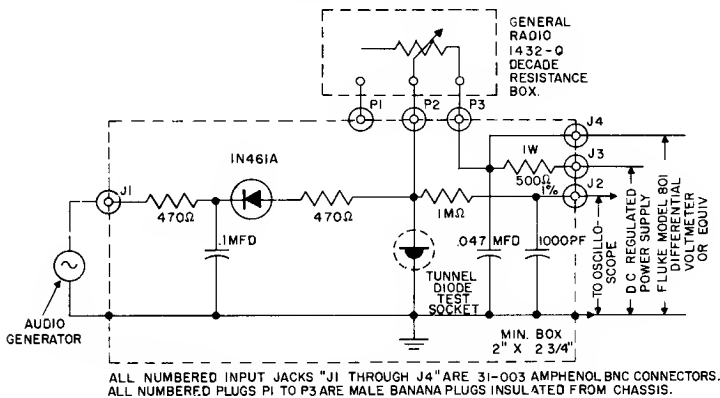 GENERAL
RADIO
1432-Q
DECADE
RESISTANCE
BOX.
P1
P2
P3
J4
1W
J3
500Ω
1%
J2
1N461A
J1
470Ω
470Ω
1MΩ
.1MFD
.047 MFD
1000PF
TUNNEL
DIODE
TEST
SOCKET
AUDIO
GENERATOR
MIN. BOX
2" X 2 3/4"
TO OSCILLO-
SCOPE
D.C. REGULATED
POWER SUPPLY
FLUKE MODEL 801
DIFFERENTIAL
VOLTMETER
OR EQUIV
ALL NUMBERED INPUT JACKS "J1 THROUGH J4" ARE 31-003 AMPHENOL BNC CONNECTORS.
ALL NUMBERED PLUGS P1 TO P3 ARE MALE BANANA PLUGS INSULATED FROM CHASSIS.